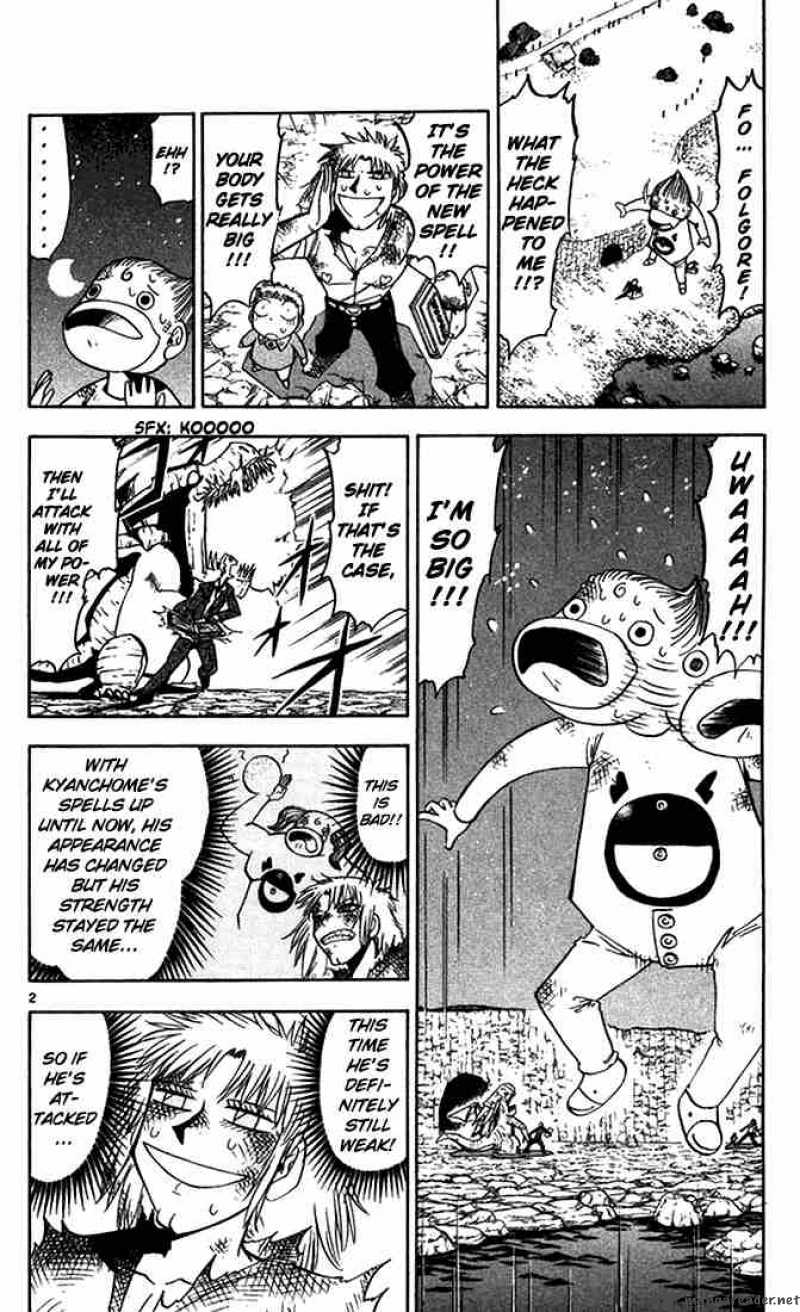 FO... FOLGORE!
WHAT
THE
HECK
HAP-
PENED
TO
ME
!!?
IT'S
THE
POWER
OF THE
NEW
SPELL
!!
YOUR
BODY
GETS
REALLY
BIG
!!!
EHH
!?
........
SFX: KOOOOO
UWAAAAH!!!
I'M
SO
BIG
!!!
SHIT!
IF
THAT'S
THE
CASE,
THEN
I'LL
ATTACK
WITH
ALL OF
MY PO-
WER
!!!
THIS
IS
BAD!!
WITH
KYANCHOME'S
SPELLS UP
UNTIL NOW, HIS
APPEARANCE
HAS CHANGED
BUT HIS
STRENGTH
STAYED THE
SAME...
2
THIS
TIME
HE'S
DEFI-
NITELY
STILL
WEAK!
SO IF
HE'S
AT-
TACKED
...
mangareader.net